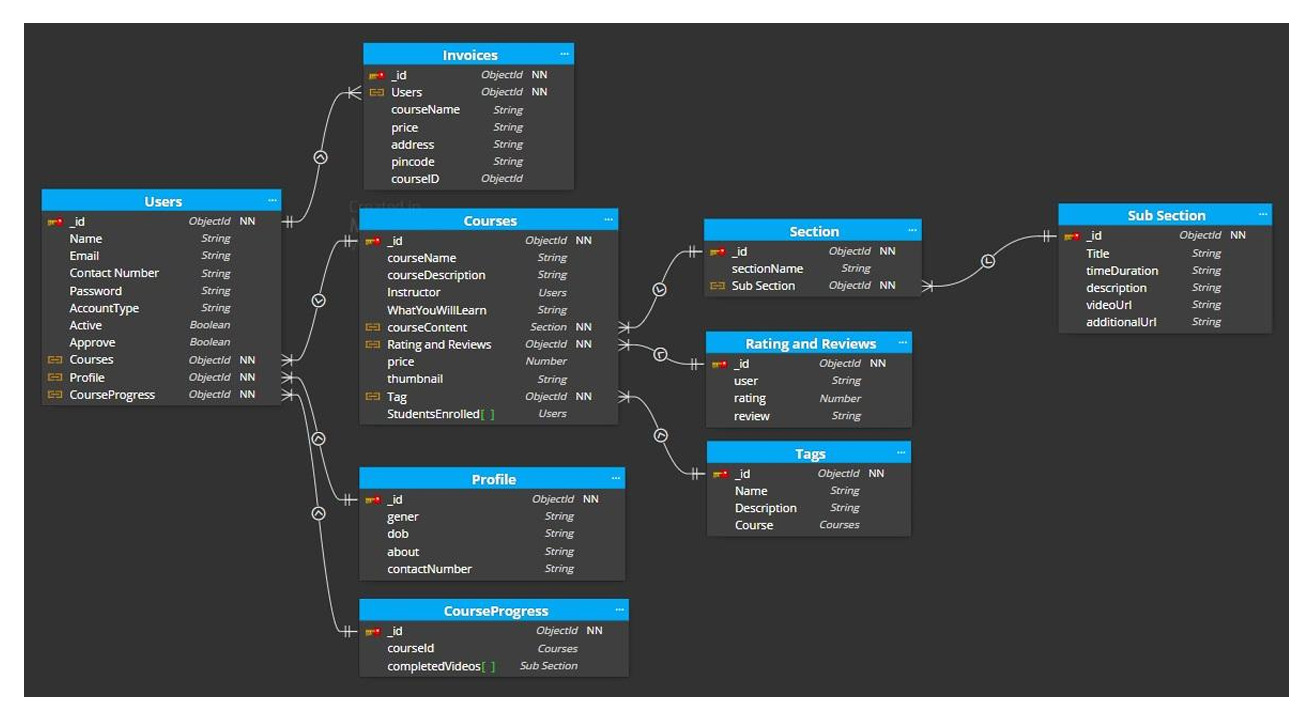 Invoices ...
_id ObjectId NN
Users ObjectId NN
courseName String
price String
address String
pincode String
courseID ObjectId
Users ...
_id ObjectId NN
Name String
Email String
Contact Number String
Password String
AccountType String
Active Boolean
Approve Boolean
Courses ObjectId NN
Profile ObjectId NN
CourseProgress ObjectId NN
Created in
Courses ...
_id ObjectId NN
courseName String
courseDescription String
Instructor Users
WhatYouWillLearn String
courseContent Section NN
Rating and Reviews ObjectId NN
price Number
thumbnail String
Tag ObjectId NN
StudentsEnrolled[ ] Users
Profile ...
_id ObjectId NN
gener String
dob String
about String
contactNumber String
CourseProgress ...
_id ObjectId NN
courseId Courses
completedVideos[ ] Sub Section
Section ...
_id ObjectId NN
sectionName String
Sub Section ObjectId NN
Rating and Reviews ...
_id ObjectId NN
user String
rating Number
review String
Tags ...
_id ObjectId NN
Name String
Description String
Course Courses
Sub Section ...
_id ObjectId NN
Title String
timeDuration String
description String
videoUrl String
additionalUrl String